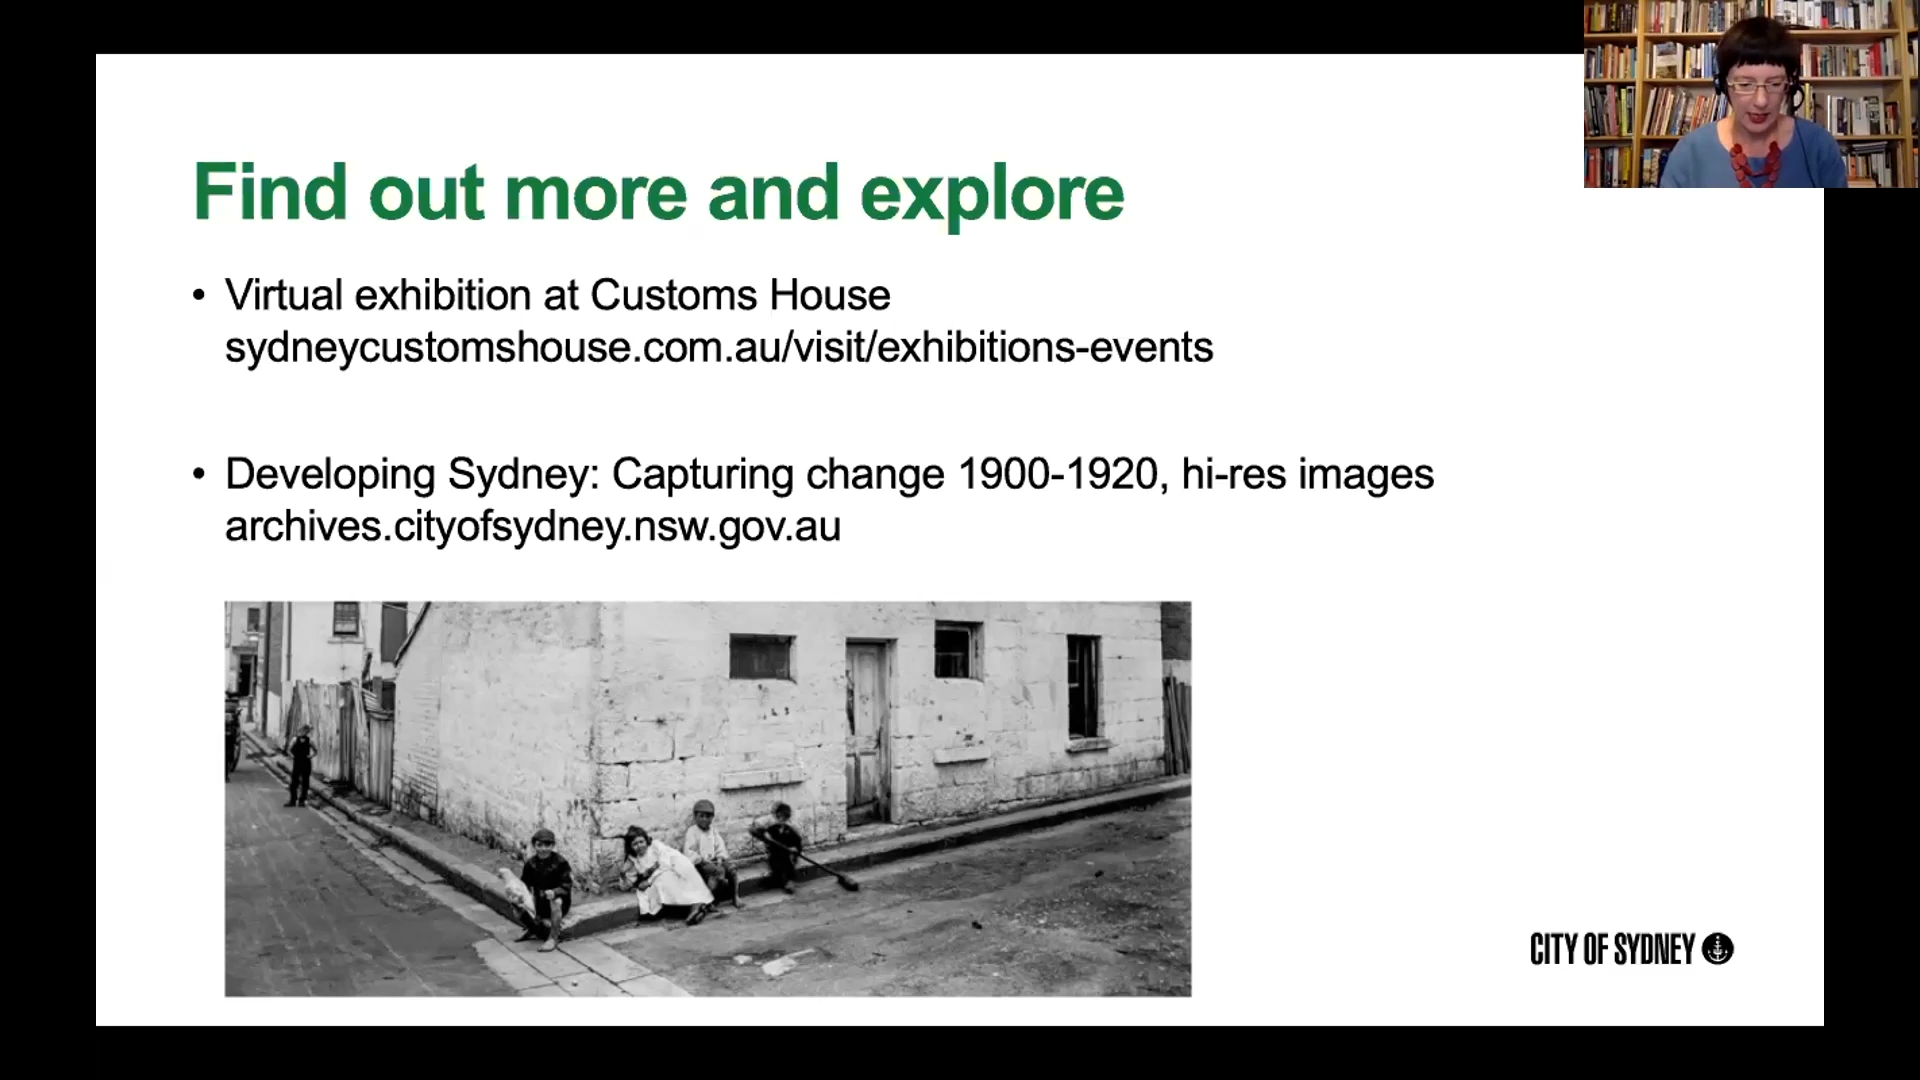 Find out more and explore
• Virtual exhibition at Customs House
sydneycustomshouse.com.au/visit/exhibitions-events
• Developing Sydney: Capturing change 1900-1920, hi-res images
archives.cityofsydney.nsw.gov.au
CITY OF SYDNEY